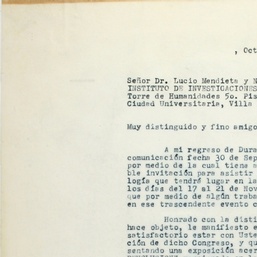 , Oct
Señor Dr. Lucio Mendieta y N
INSTITUTO DE INVESTIGACIONES
Torre de Humanidades 5o. Pis
Ciudad Universitaria, Villa
Muy distinguido y fino amigo
A mi regreso de Dura
comunicación fecha 30 de Sep
por medio de la cual tiene a
ble invitación para asistir
logía que tendrá lugar en la
los días del 17 al 21 de Nov
que por medio de algún traba
en ese trascendente evento c
Honrado con la disti
hace objeto, le manifiesto e
satisfactorio estar con Uste
ción de dicho Congreso, y qu
sentando una exposición acer